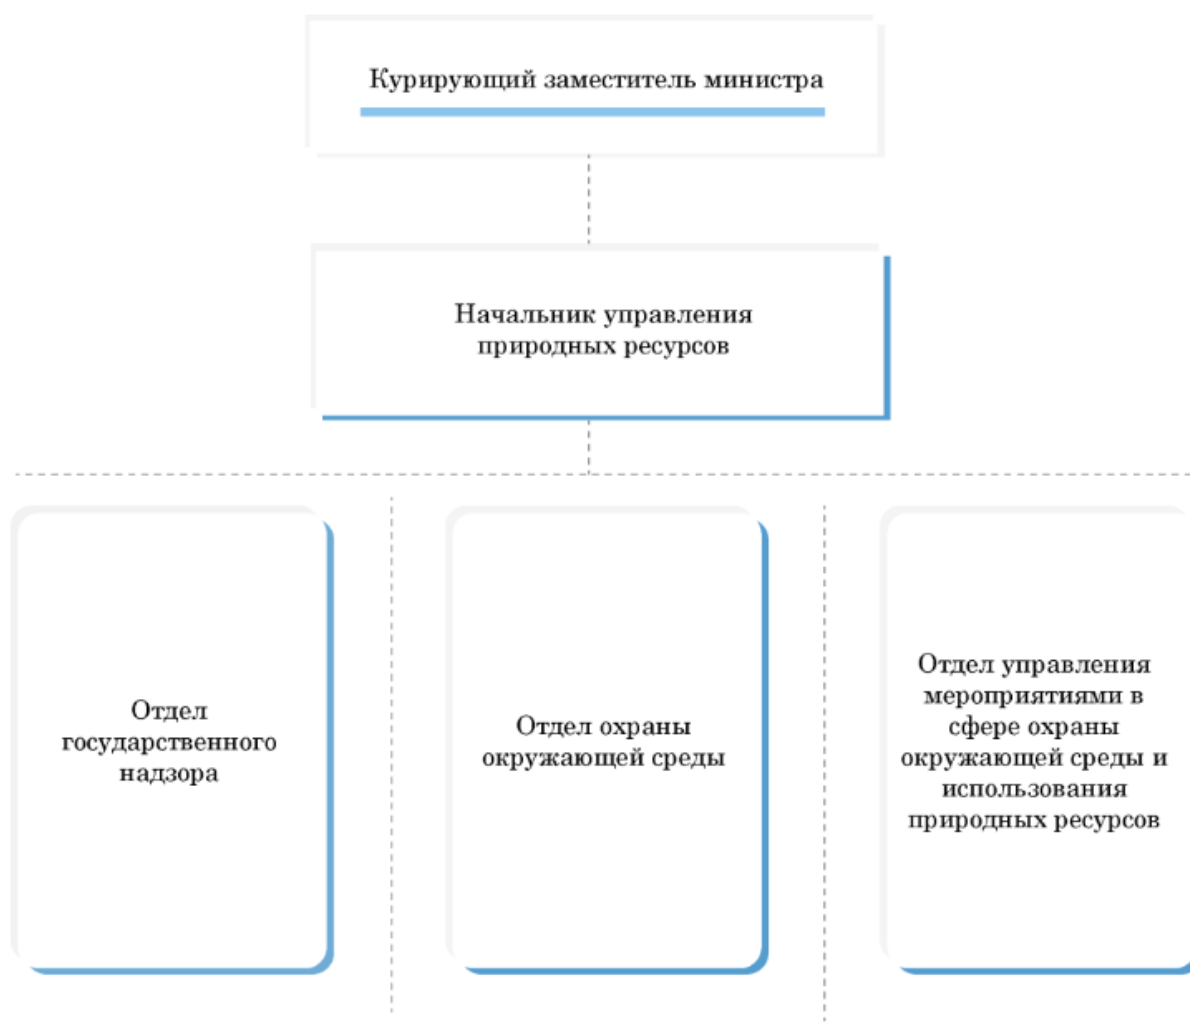 Курирующий заместитель министра
Начальник управления
природных ресурсов
Отдел
государственного
надзора
Отдел охраны
окружающей среды
Отдел управления
мероприятиями в
сфере охраны
окружающей среды и
использования
природных ресурсов